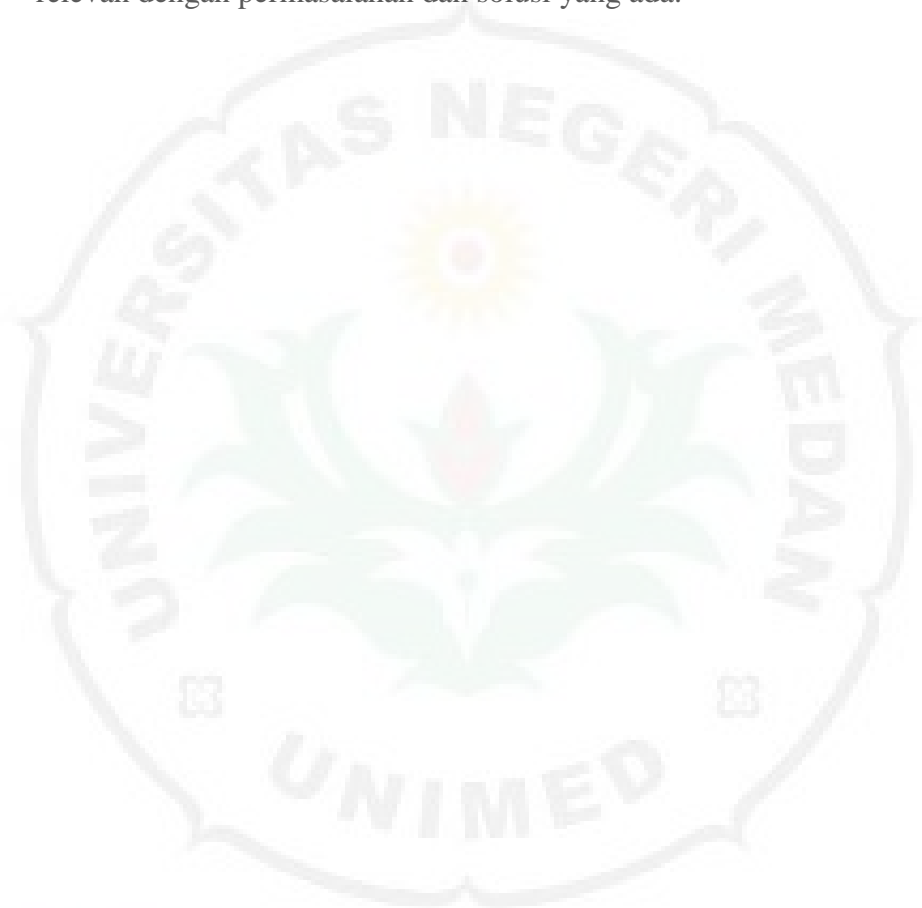 relevan dengan permasalahan dan solusi yang ada.
UNIVERSITAS NEGERI MEDAN
UNIMED